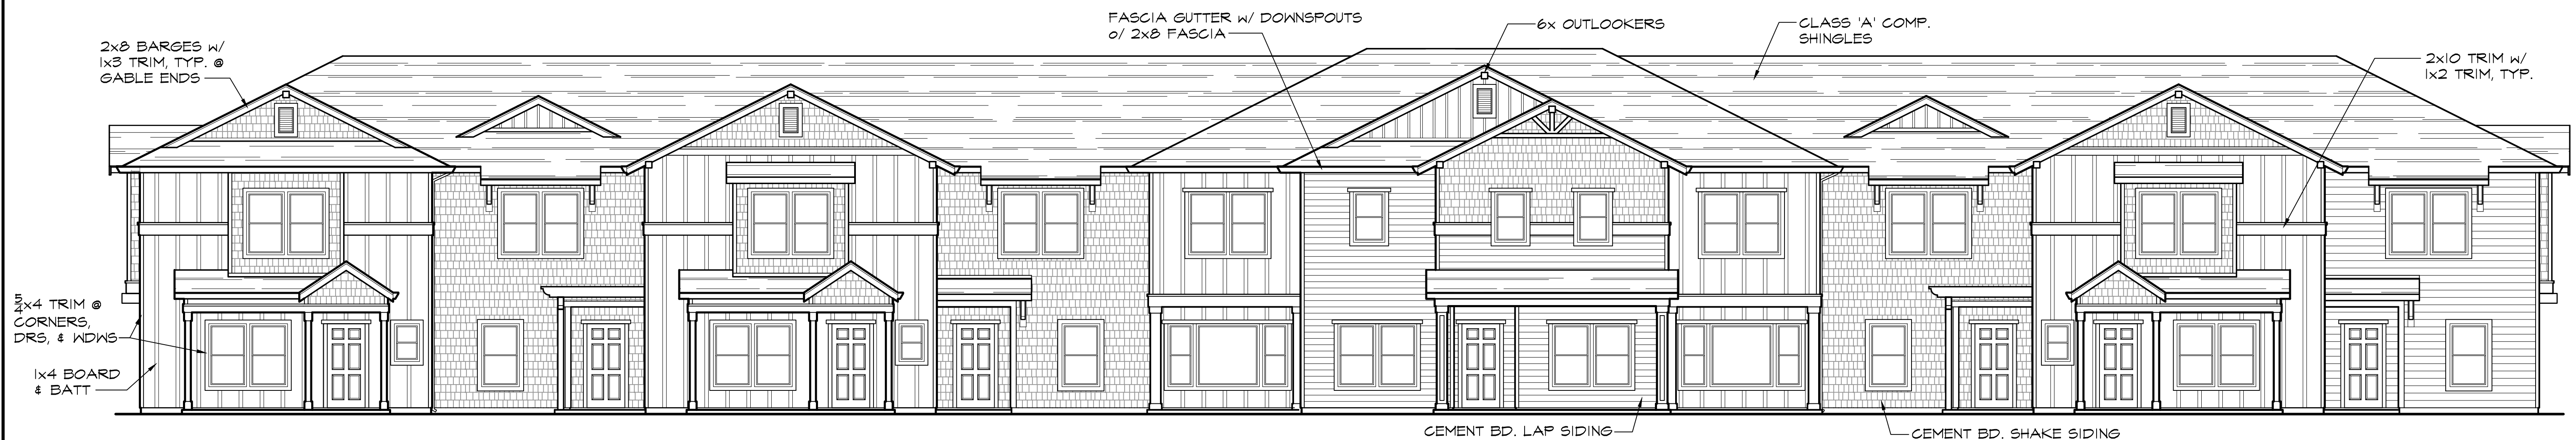 2x8 BARGES W/
1x3 TRIM, TYP. @
GABLE ENDS
FASCIA GUTTER W/ DOWNSPOUTS
O/ 2x8 FASCIA
6x OUTLOOKERS
CLASS 'A' COMP.
SHINGLES
2x10 TRIM W/
1x2 TRIM, TYP.
5/4x4 TRIM @
CORNERS,
DRS, & WDWS
1x4 BOARD
& BATT
CEMENT BD. LAP SIDING
CEMENT BD. SHAKE SIDING